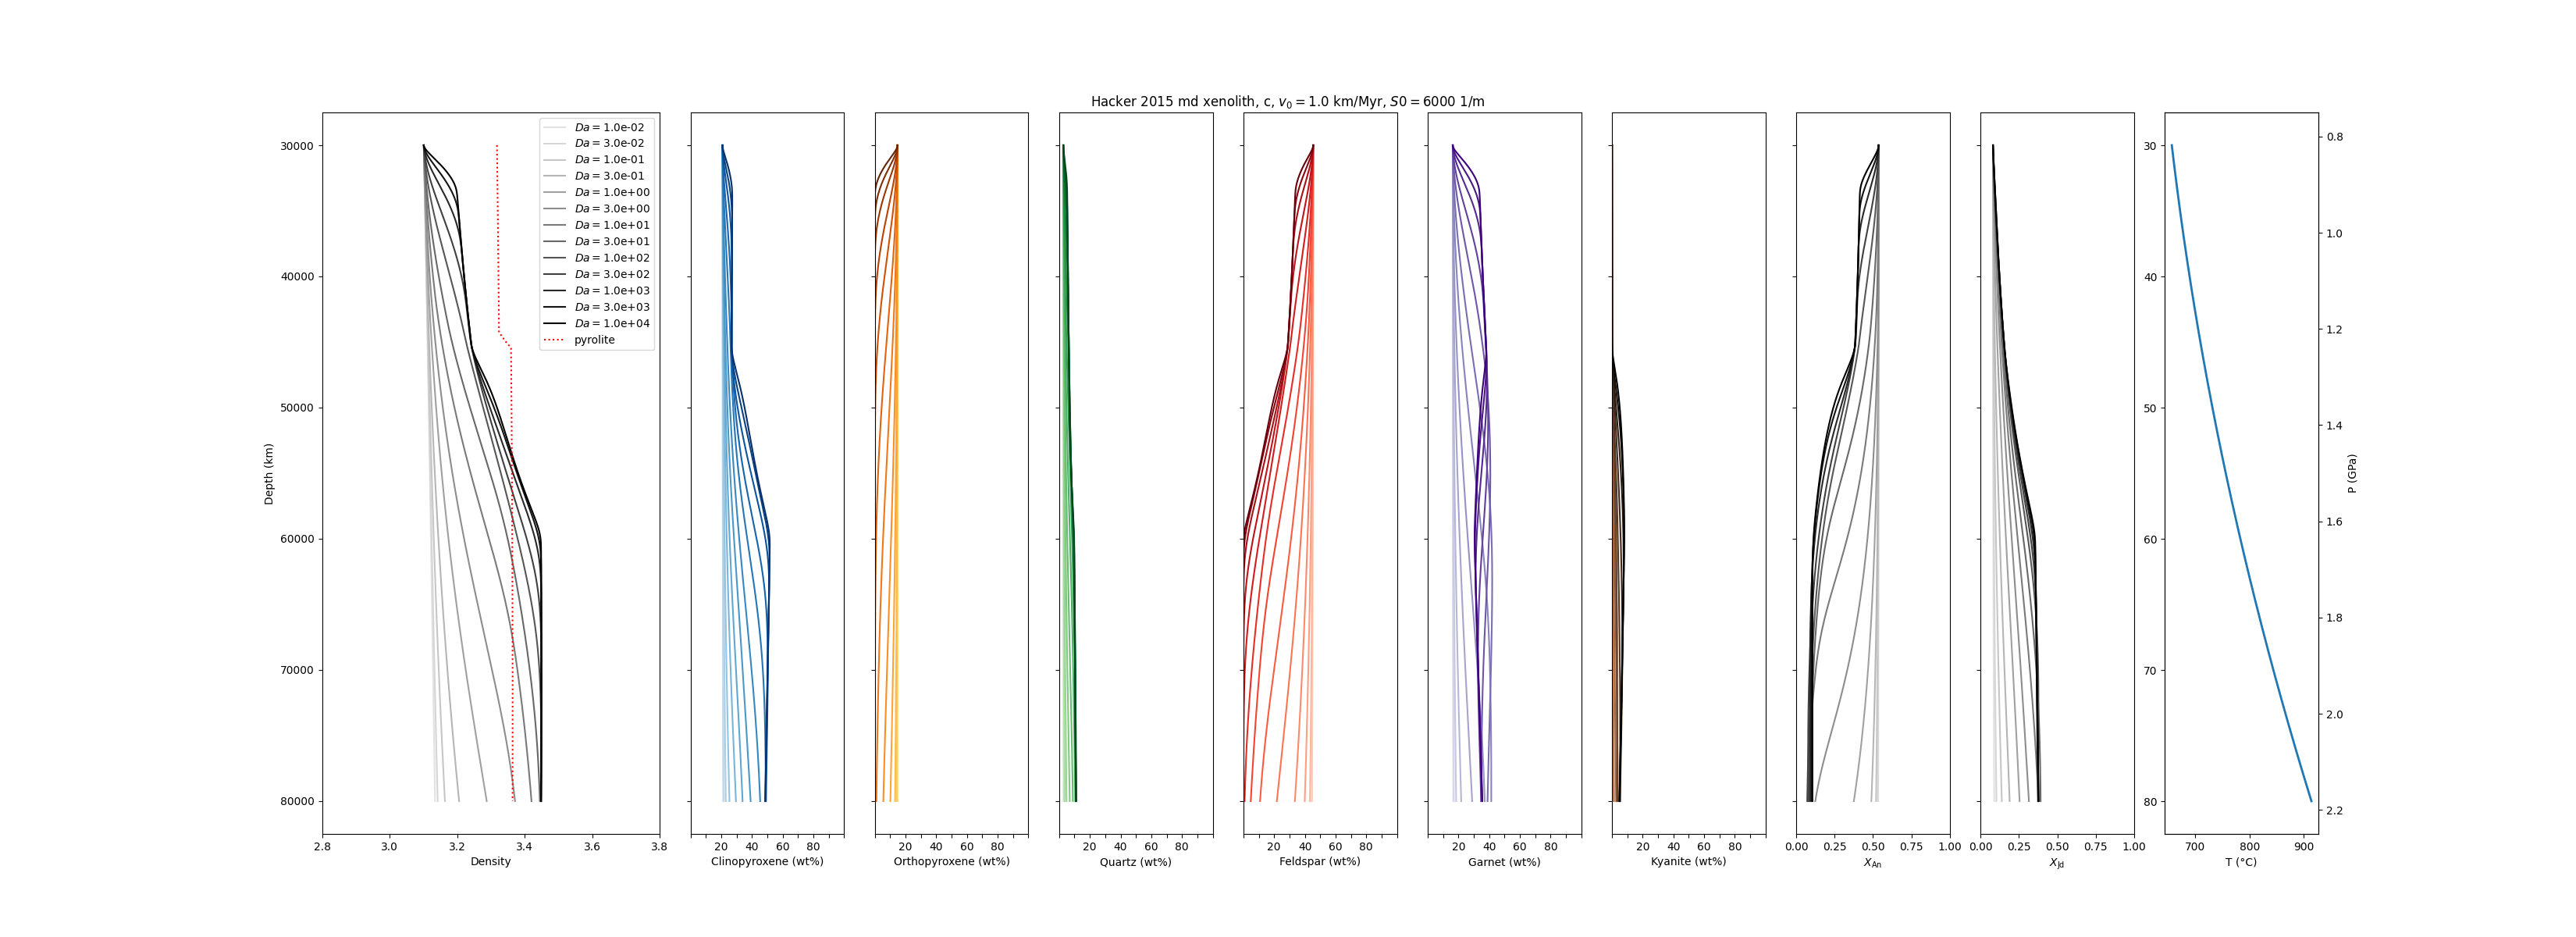 Hacker 2015 md xenolith, c, v₀ = 1.0 km/Myr, S0 = 6000 1/m
Da = 1.0e-02
Da = 3.0e-02
Da = 1.0e-01
Da = 3.0e-01
Da = 1.0e+00
Da = 3.0e+00
Da = 1.0e+01
Da = 3.0e+01
Da = 1.0e+02
Da = 3.0e+02
Da = 1.0e+03
Da = 3.0e+03
Da = 1.0e+04
pyrolite
Depth (km)
30000
40000
50000
60000
70000
80000
2.8 3.0 3.2 3.4 3.6 3.8
Density
20 40 60 80
Clinopyroxene (wt%)
20 40 60 80
Orthopyroxene (wt%)
20 40 60 80
Quartz (wt%)
20 40 60 80
Feldspar (wt%)
20 40 60 80
Garnet (wt%)
20 40 60 80
Kyanite (wt%)
0.00 0.25 0.50 0.75 1.00
X_An
0.00 0.25 0.50 0.75 1.00
X_Jd
30
40
50
60
70
80
700 800 900
T (°C)
0.8
1.0
1.2
1.4
1.6
1.8
2.0
2.2
P (GPa)